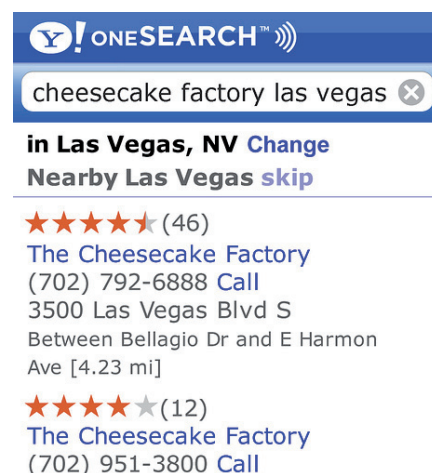 Y! ONESEARCH™
cheesecake factory las vegas
in Las Vegas, NV Change
Nearby Las Vegas skip
(46)
The Cheesecake Factory
(702) 792-6888 Call
3500 Las Vegas Blvd S
Between Bellagio Dr and E Harmon
Ave [4.23 mi]
(12)
The Cheesecake Factory
(702) 951-3800 Call